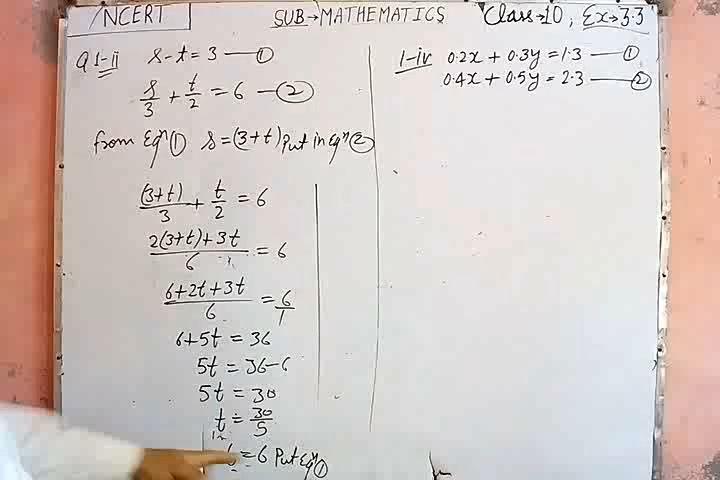 NCERT SUB→MATHEMATICS Class→10, Ex→3.3
Q 1-ii s-t = 3 — ①
s/3 + t/2 = 6 — ②
from Eqⁿ ① s = (3+t) Put in Eqⁿ ②
(3+t)/3 + t/2 = 6
2(3+t)+3t/6 = 6
6+2t+3t/6 = 6/1
6+5t = 36
5t = 36-6
5t = 30
t = 30/5
t = 6 Put Eqⁿ ①
1-iv 0.2x + 0.3y = 1.3 — ①
0.4x + 0.5y = 2.3 — ②